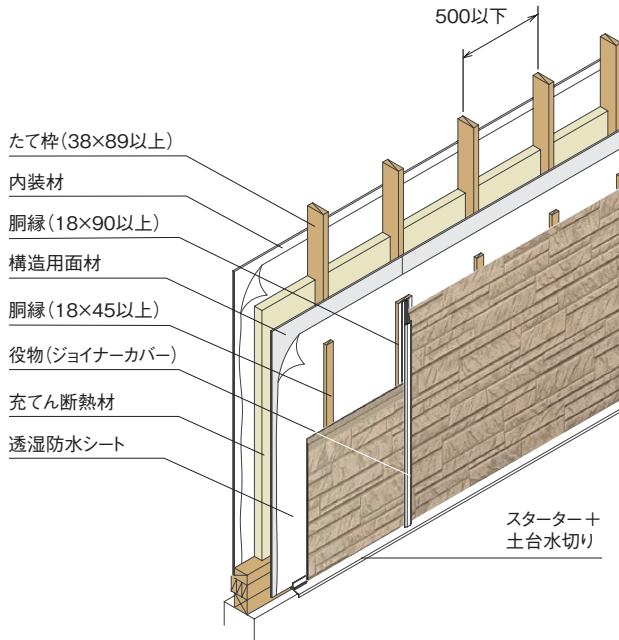 500以下
たて枠(38×89以上)
内装材
胴縁(18×90以上)
構造用面材
胴縁(18×45以上)
役物(ジョイナーカバー)
充てん断熱材
透湿防水シート
スターター＋
土台水切り